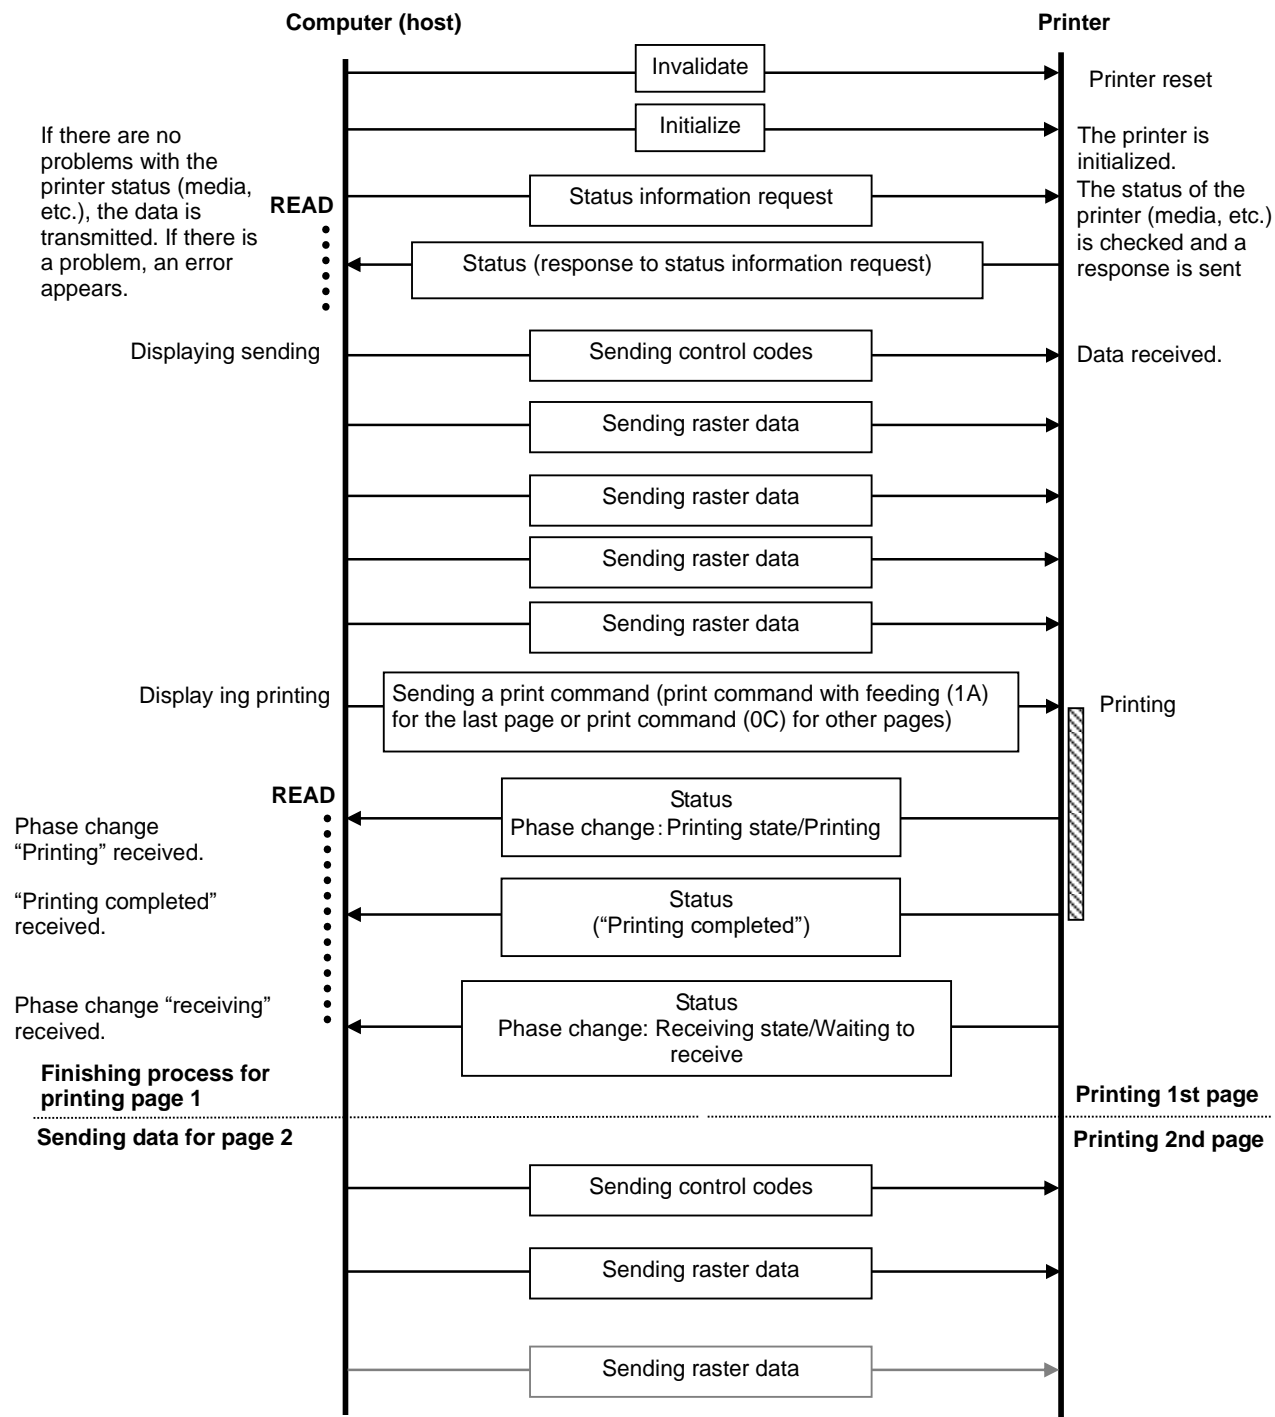 Computer (host)
Printer
Invalidate
Printer reset
Initialize
If there are no
problems with the
printer status (media,
etc.), the data is
transmitted. If there is
a problem, an error
appears.
READ
The printer is
initialized.
Status information request
The status of the
printer (media, etc.)
is checked and a
response is sent
Status (response to status information request)
Displaying sending
Sending control codes
Data received.
Sending raster data
Sending raster data
Sending raster data
Sending raster data
Display ing printing
Sending a print command (print command with feeding (1A)
for the last page or print command (0C) for other pages)
Printing
READ
Status
Phase change: Printing state/Printing
Phase change
“Printing” received.
Status
(“Printing completed”)
“Printing completed”
received.
Status
Phase change: Receiving state/Waiting to
receive
Phase change “receiving”
received.
Finishing process for
printing page 1
Printing 1st page
Sending data for page 2
Printing 2nd page
Sending control codes
Sending raster data
Sending raster data